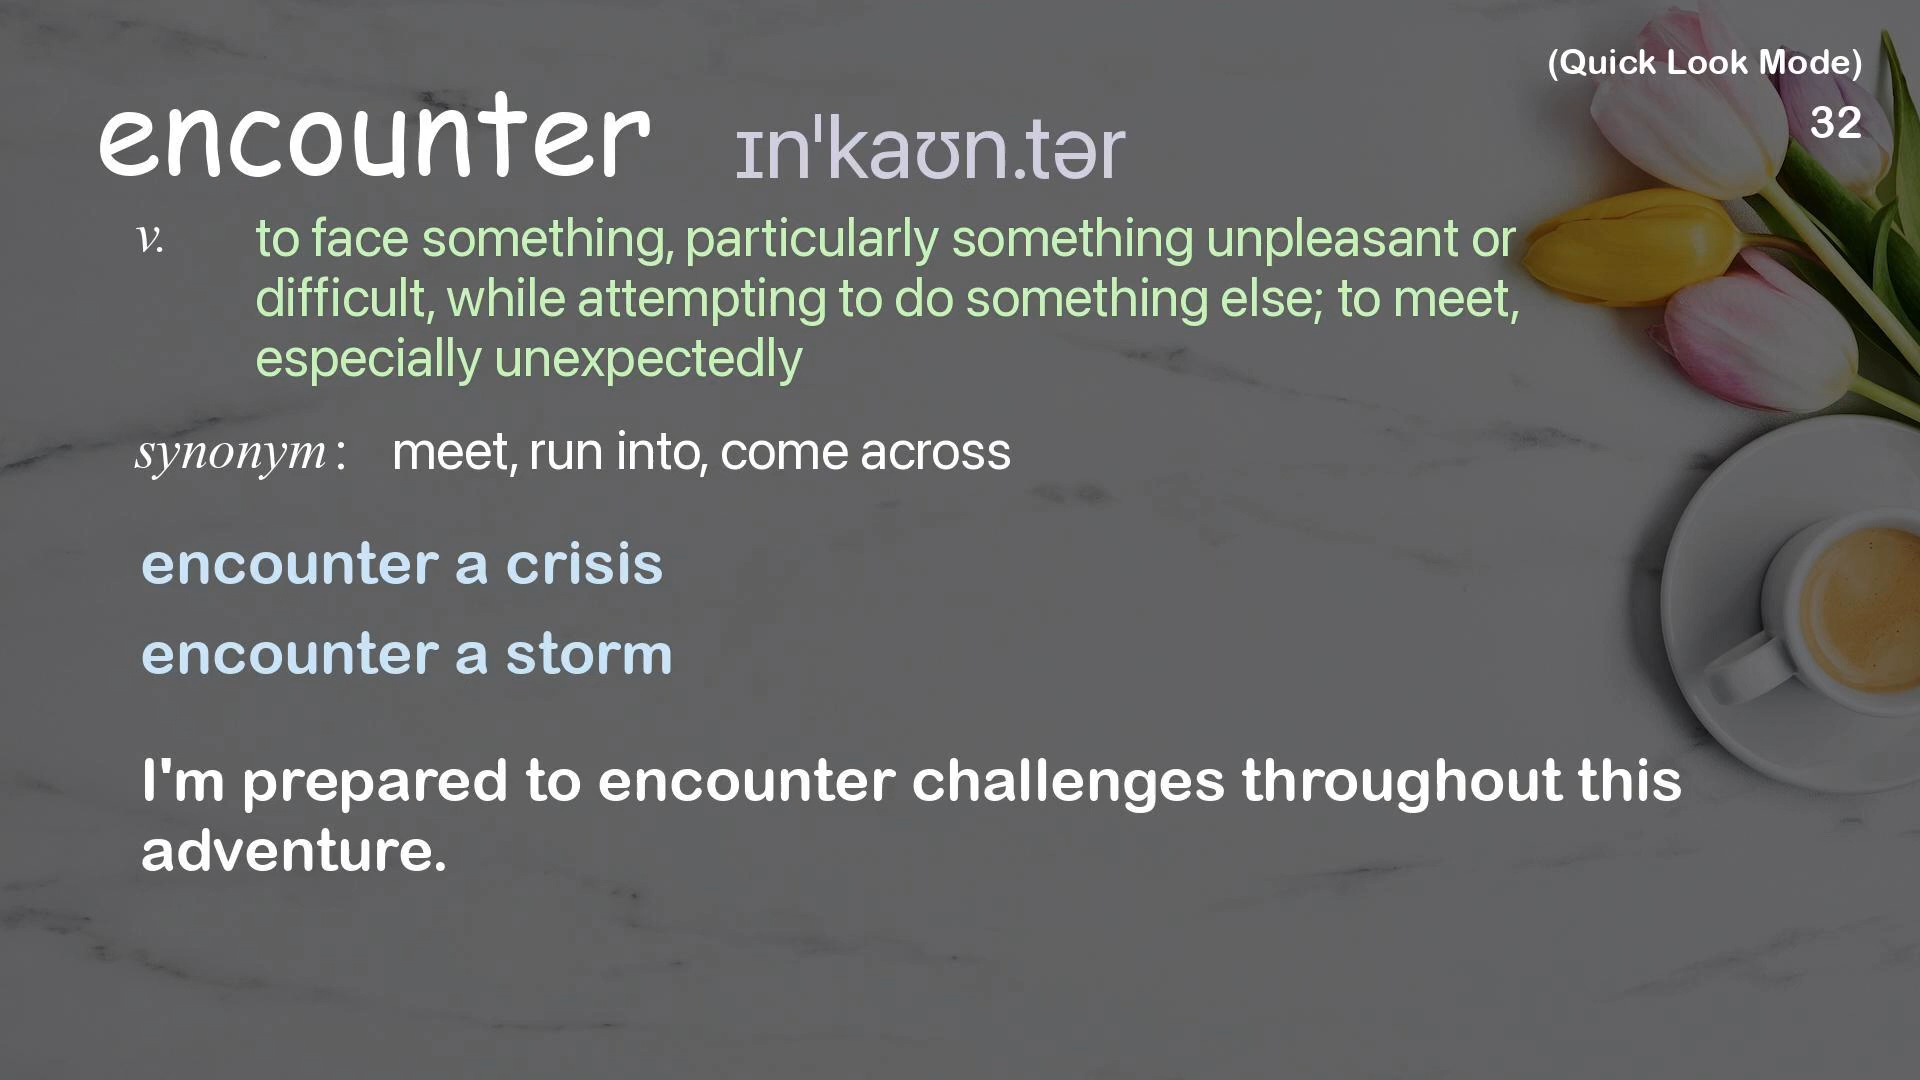 (Quick Look Mode)
32
encounter ɪnˈkaʊn.tər
v. to face something, particularly something unpleasant or
difficult, while attempting to do something else; to meet,
especially unexpectedly
synonym : meet, run into, come across
encounter a crisis
encounter a storm
I'm prepared to encounter challenges throughout this
adventure.